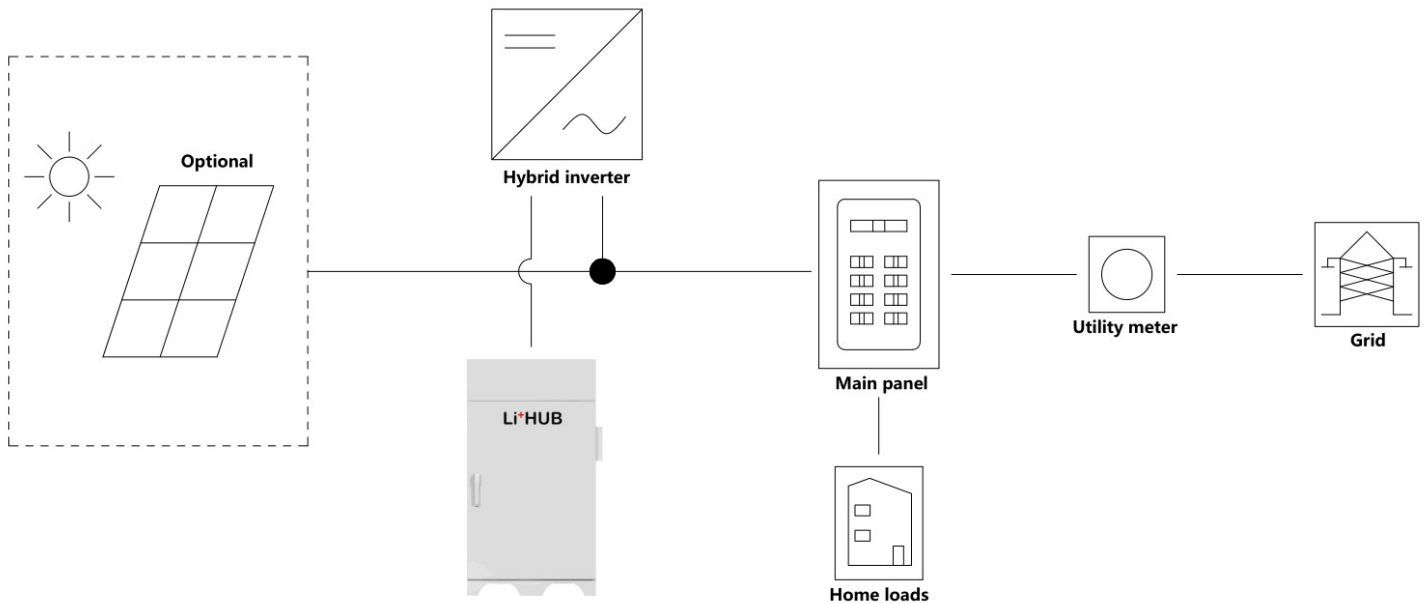 Optional
Hybrid inverter
Li⁺HUB
Main panel
Utility meter
Grid
Home loads